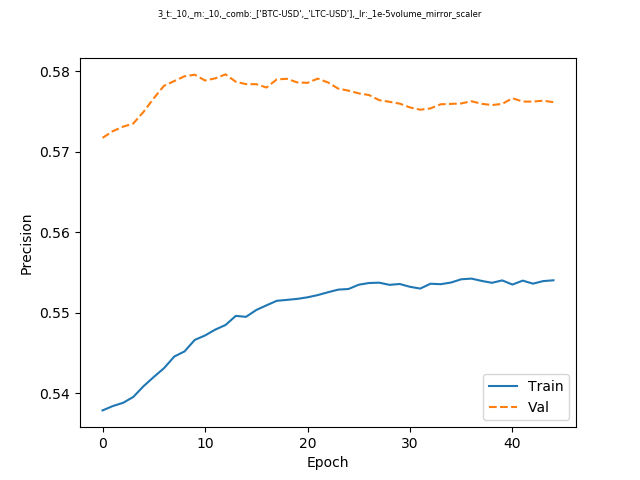 3_t:_10,_m:_10,_comb:_['BTC-USD',_'LTC-USD'],_lr:_1e-5volume_mirror_scaler
0.58
0.57
0.56
0.55
0.54
Precision
Train
Val
0 10 20 30 40
Epoch